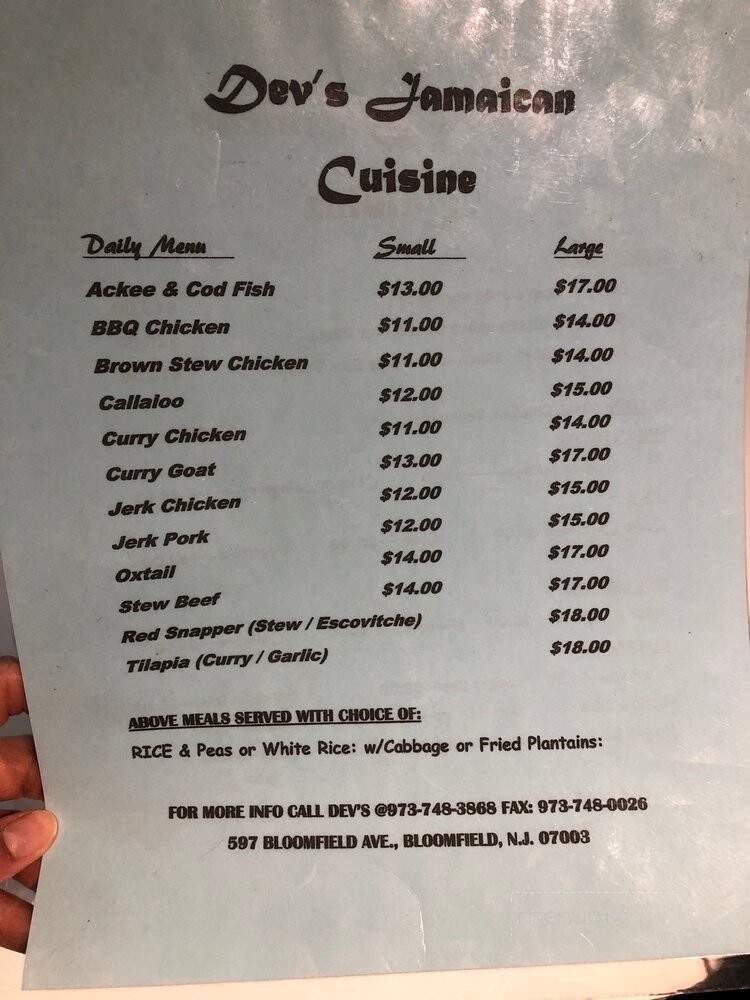 Dev's Jamaican
Cuisine
Daily Menu Small Large
Ackee & Cod Fish $13.00 $17.00
BBQ Chicken $11.00 $14.00
Brown Stew Chicken $11.00 $14.00
Callaloo $12.00 $15.00
Curry Chicken $11.00 $14.00
Curry Goat $13.00 $17.00
Jerk Chicken $12.00 $15.00
Jerk Pork $12.00 $15.00
Oxtail $14.00 $17.00
Stew Beef $14.00 $17.00
Red Snapper (Stew / Escovitche) $18.00
Tilapia (Curry / Garlic) $18.00
ABOVE MEALS SERVED WITH CHOICE OF:
RICE & Peas or White Rice: w/Cabbage or Fried Plantains:
FOR MORE INFO CALL DEV'S @973-748-3868 FAX: 973-748-0026
597 BLOOMFIELD AVE., BLOOMFIELD, N.J. 07003